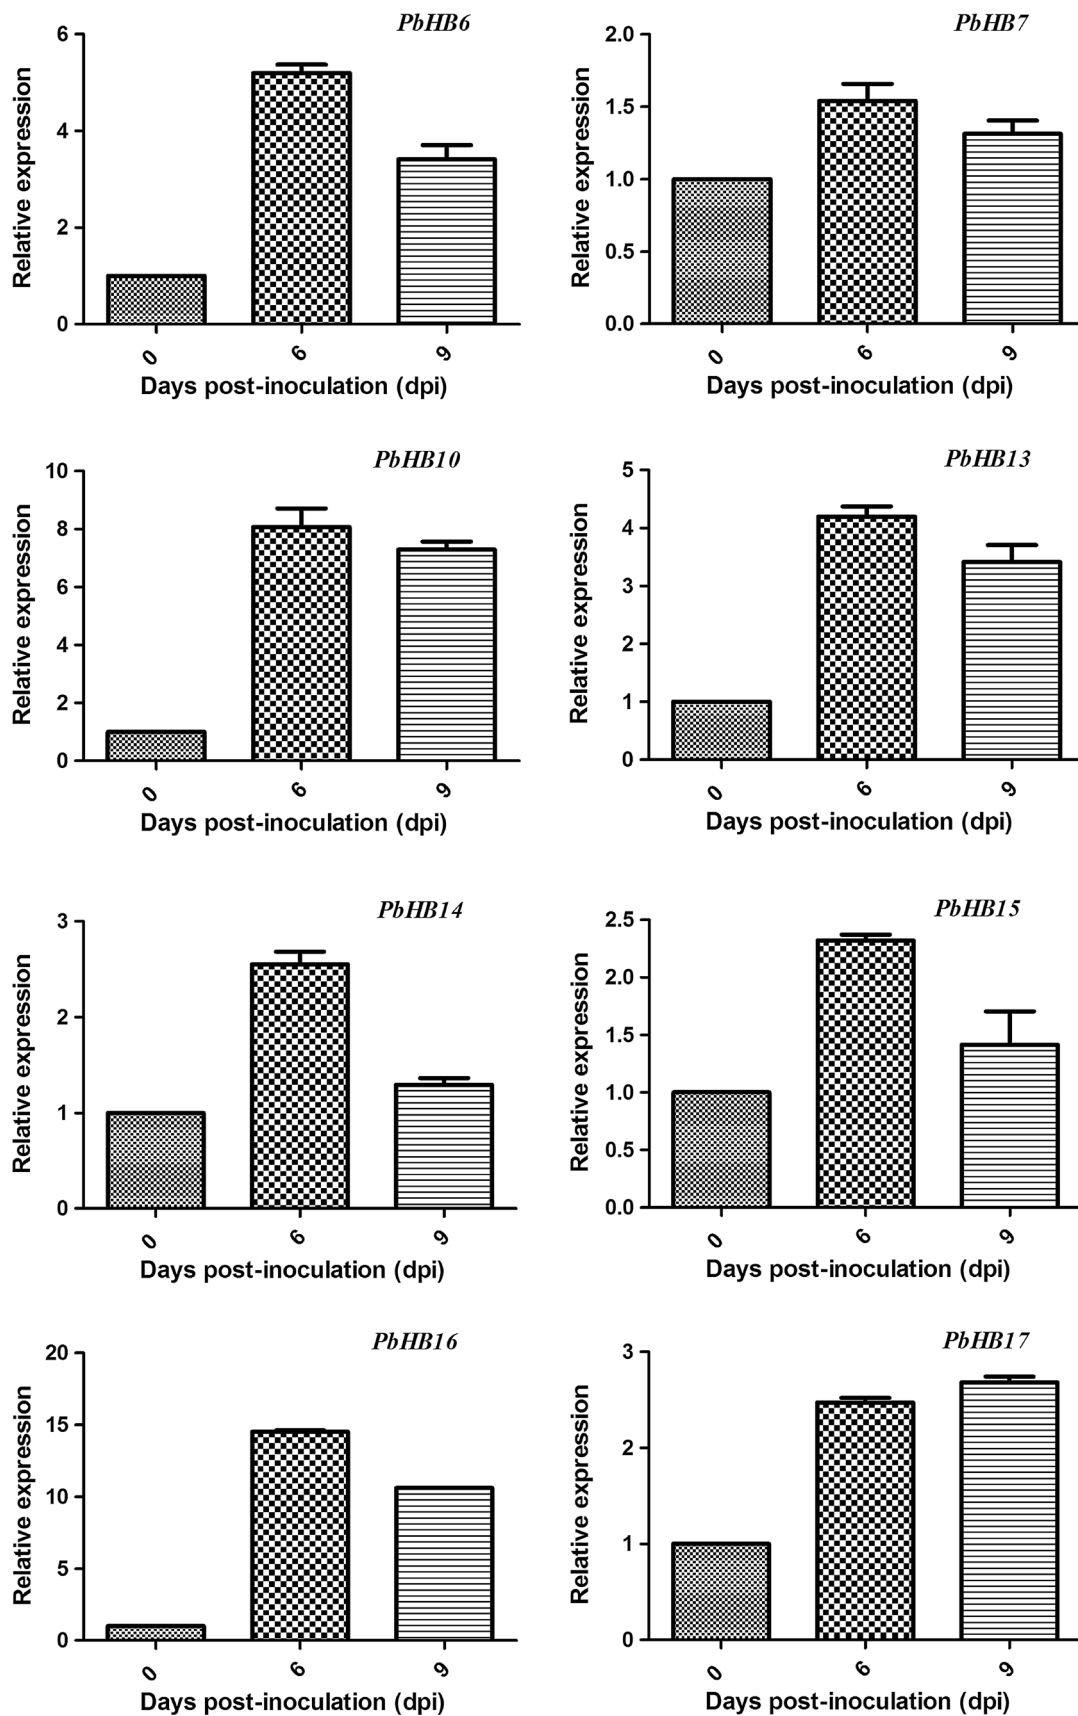 PbHB6
Relative expression
6
4
2
0
0
6
9
Days post-inoculation (dpi)
PbHB7
Relative expression
2.0
1.5
1.0
0.5
0.0
0
6
9
Days post-inoculation (dpi)
PbHB10
Relative expression
10
8
6
4
2
0
0
6
9
Days post-inoculation (dpi)
PbHB13
Relative expression
5
4
3
2
1
0
0
6
9
Days post-inoculation (dpi)
PbHB14
Relative expression
3
2
1
0
0
6
9
Days post-inoculation (dpi)
PbHB15
Relative expression
2.5
2.0
1.5
1.0
0.5
0.0
0
6
9
Days post-inoculation (dpi)
PbHB16
Relative expression
20
15
10
5
0
0
6
9
Days post-inoculation (dpi)
PbHB17
Relative expression
3
2
1
0
0
6
9
Days post-inoculation (dpi)